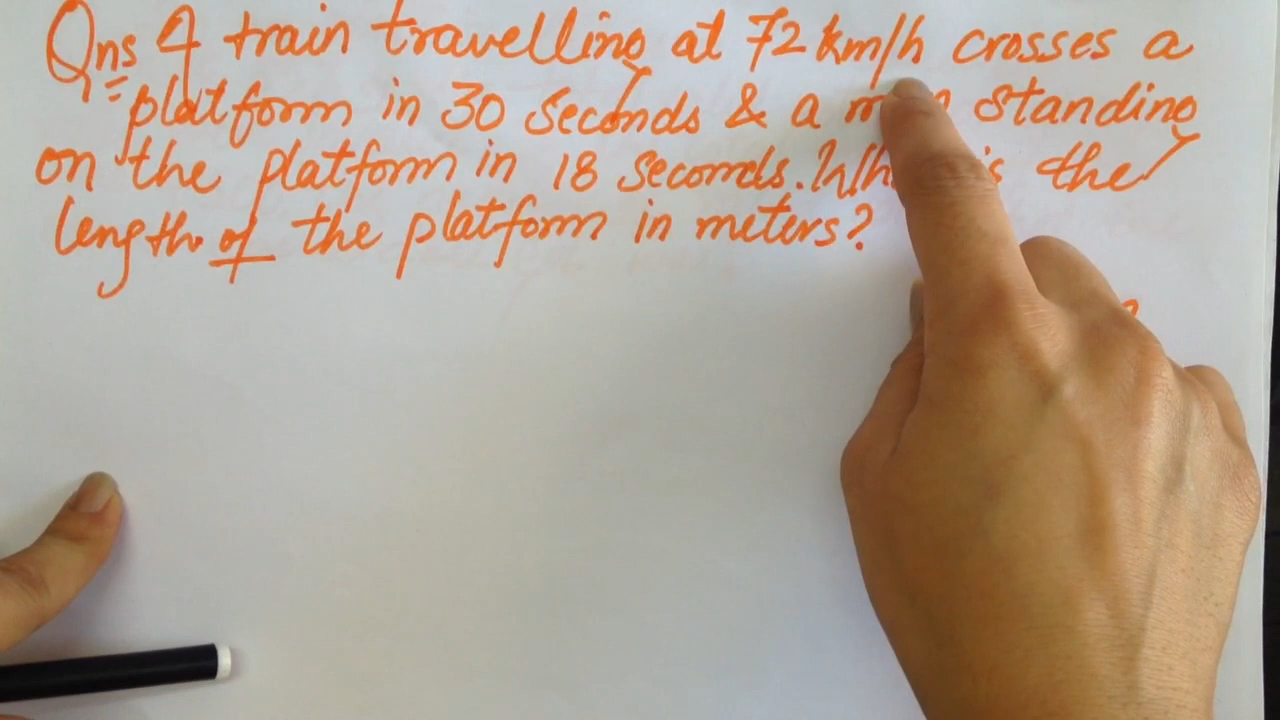 Qns A train travelling at 72 km/h crosses a
platform in 30 seconds & a standing
on the platform in 18 seconds. the
length of the platform in meters?